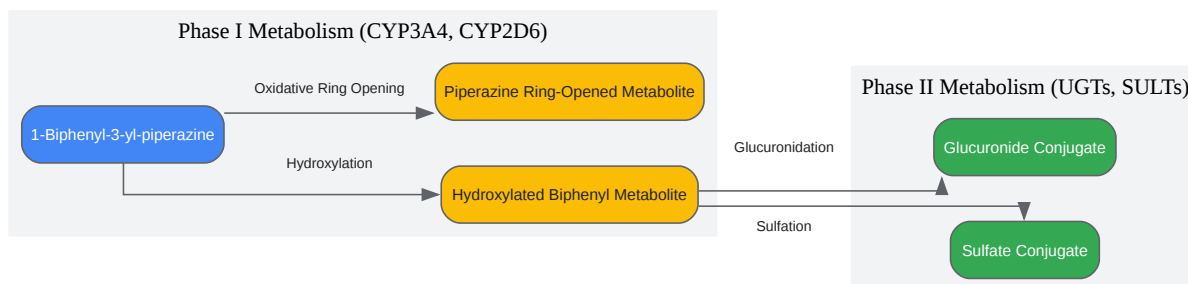 Phase I Metabolism (CYP3A4, CYP2D6)
Oxidative Ring Opening
Piperazine Ring-Opened Metabolite
1-Biphenyl-3-yl-piperazine
Hydroxylation
Hydroxylated Biphenyl Metabolite
Glucuronidation
Sulfation
Phase II Metabolism (UGTs, SULTs)
Glucuronide Conjugate
Sulfate Conjugate